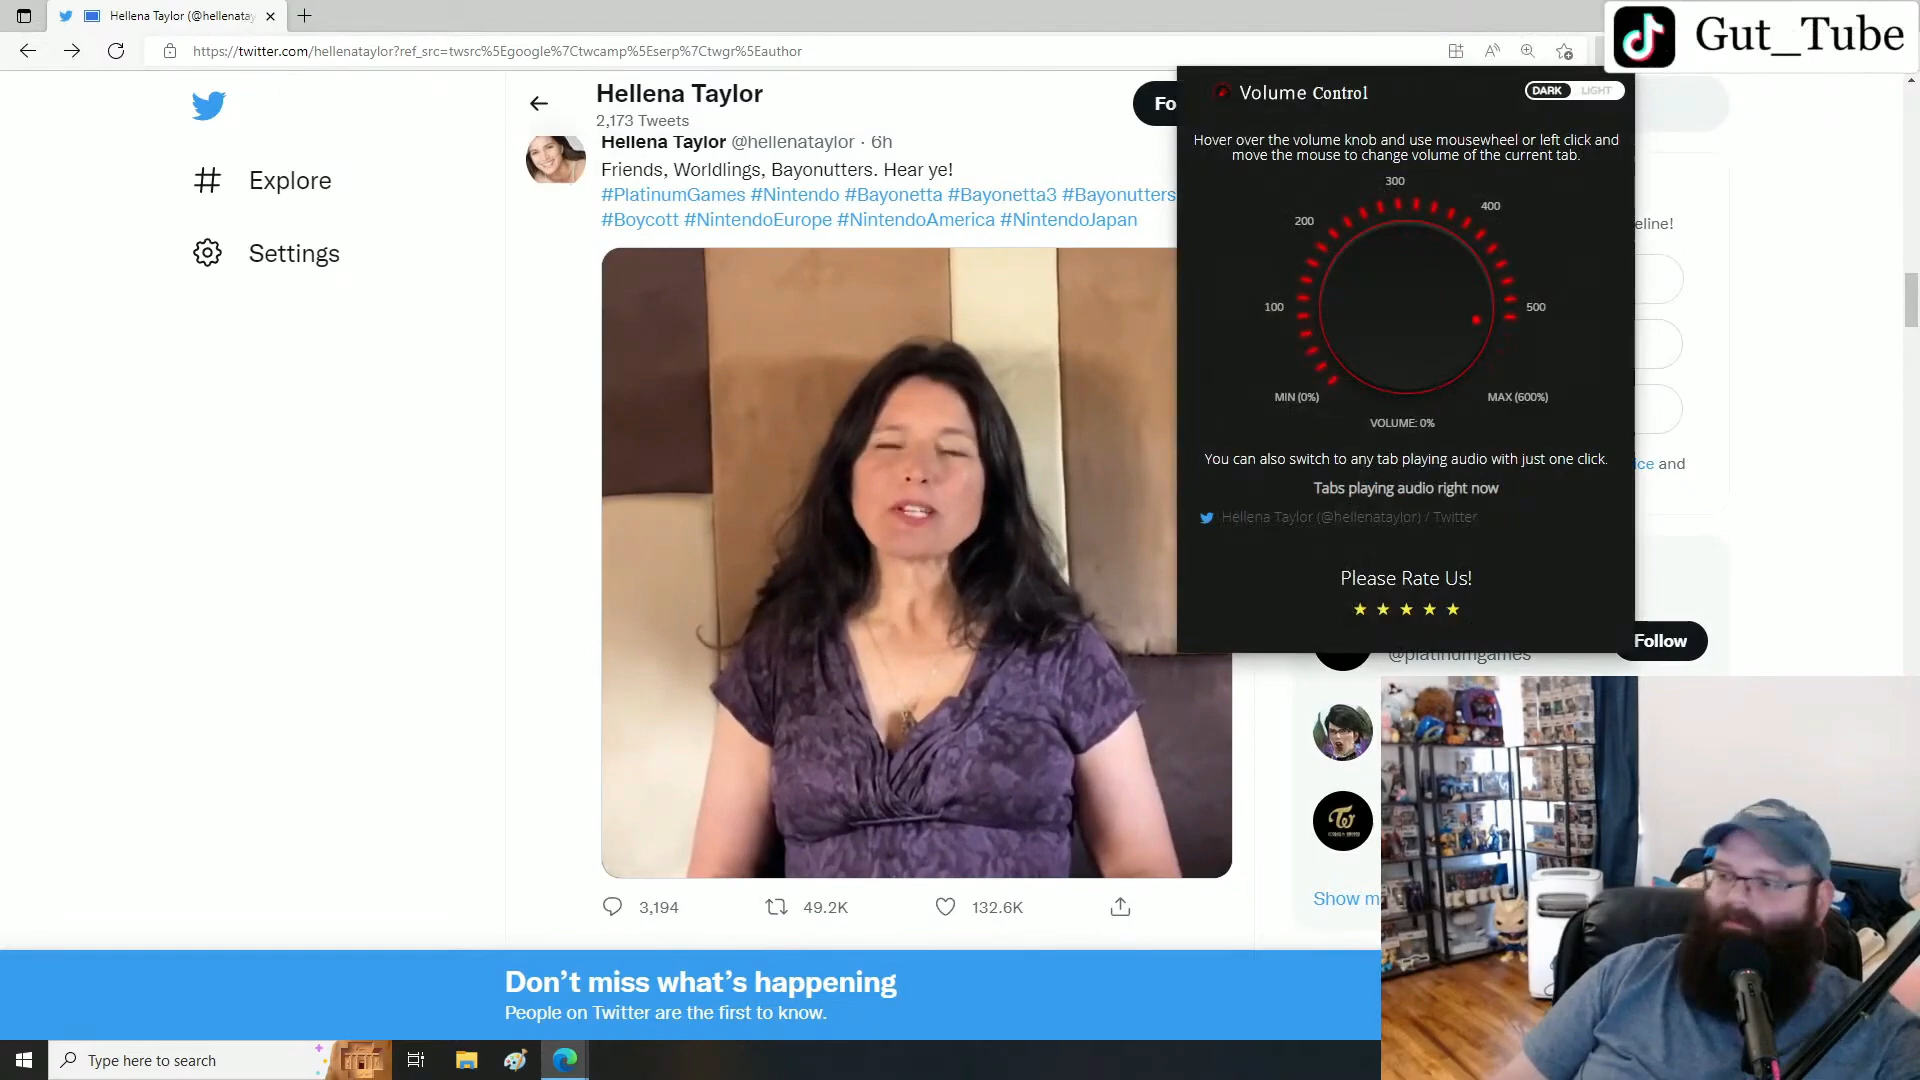 Hellena Taylor (@hellenatay
Gut_Tube
https://twitter.com/hellenataylor?ref_src=twsrc%5Egoogle%7Ctwcamp%5Eserp%7Ctwgr%5Eauthor
Hellena Taylor
2,173 Tweets
Fo
Explore
Settings
Hellena Taylor @hellenataylor · 6h
Friends, Worldlings, Bayonutters. Hear ye!
#PlatinumGames #Nintendo #Bayonetta #Bayonetta3 #Bayonutters
#Boycott #NintendoEurope #NintendoAmerica #NintendoJapan
3,194
49.2K
132.6K
Volume Control
DARK LIGHT
Hover over the volume knob and use mousewheel or left click and
move the mouse to change volume of the current tab.
300
200
400
100
500
MIN (0%)
MAX (600%)
VOLUME: 0%
You can also switch to any tab playing audio with just one click.
Tabs playing audio right now
Hellena Taylor (@hellenataylor) / Twitter
Please Rate Us!
eline!
ice and
Follow
@platinumgames
Show m
Don't miss what's happening
People on Twitter are the first to know.
Type here to search